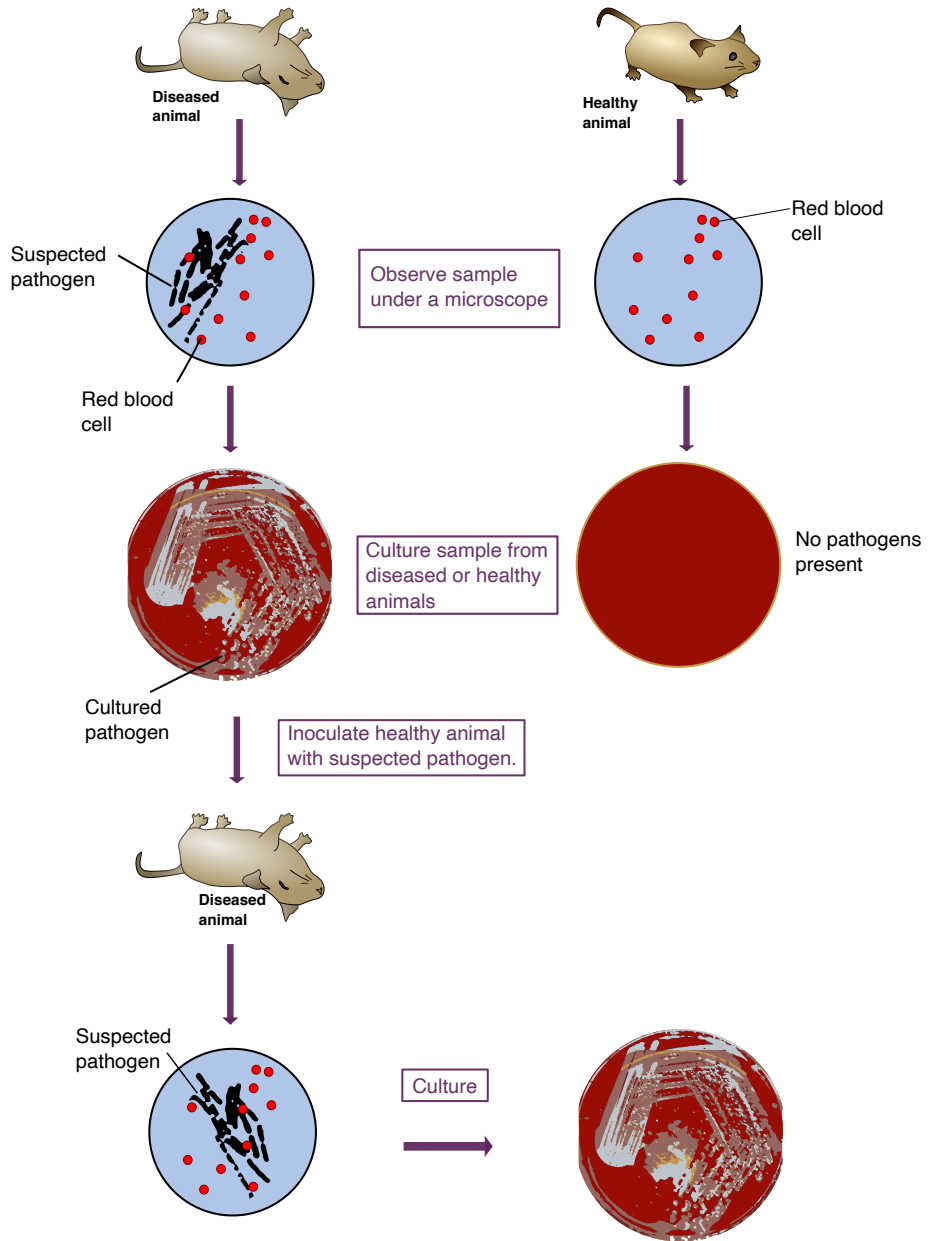 Diseased
animal
Healthy
animal
Suspected
pathogen
Red blood
cell
Observe sample
under a microscope
Red blood
cell
Culture sample from
diseased or healthy
animals
No pathogens
present
Cultured
pathogen
Inoculate healthy animal
with suspected pathogen.
Diseased
animal
Suspected
pathogen
Culture